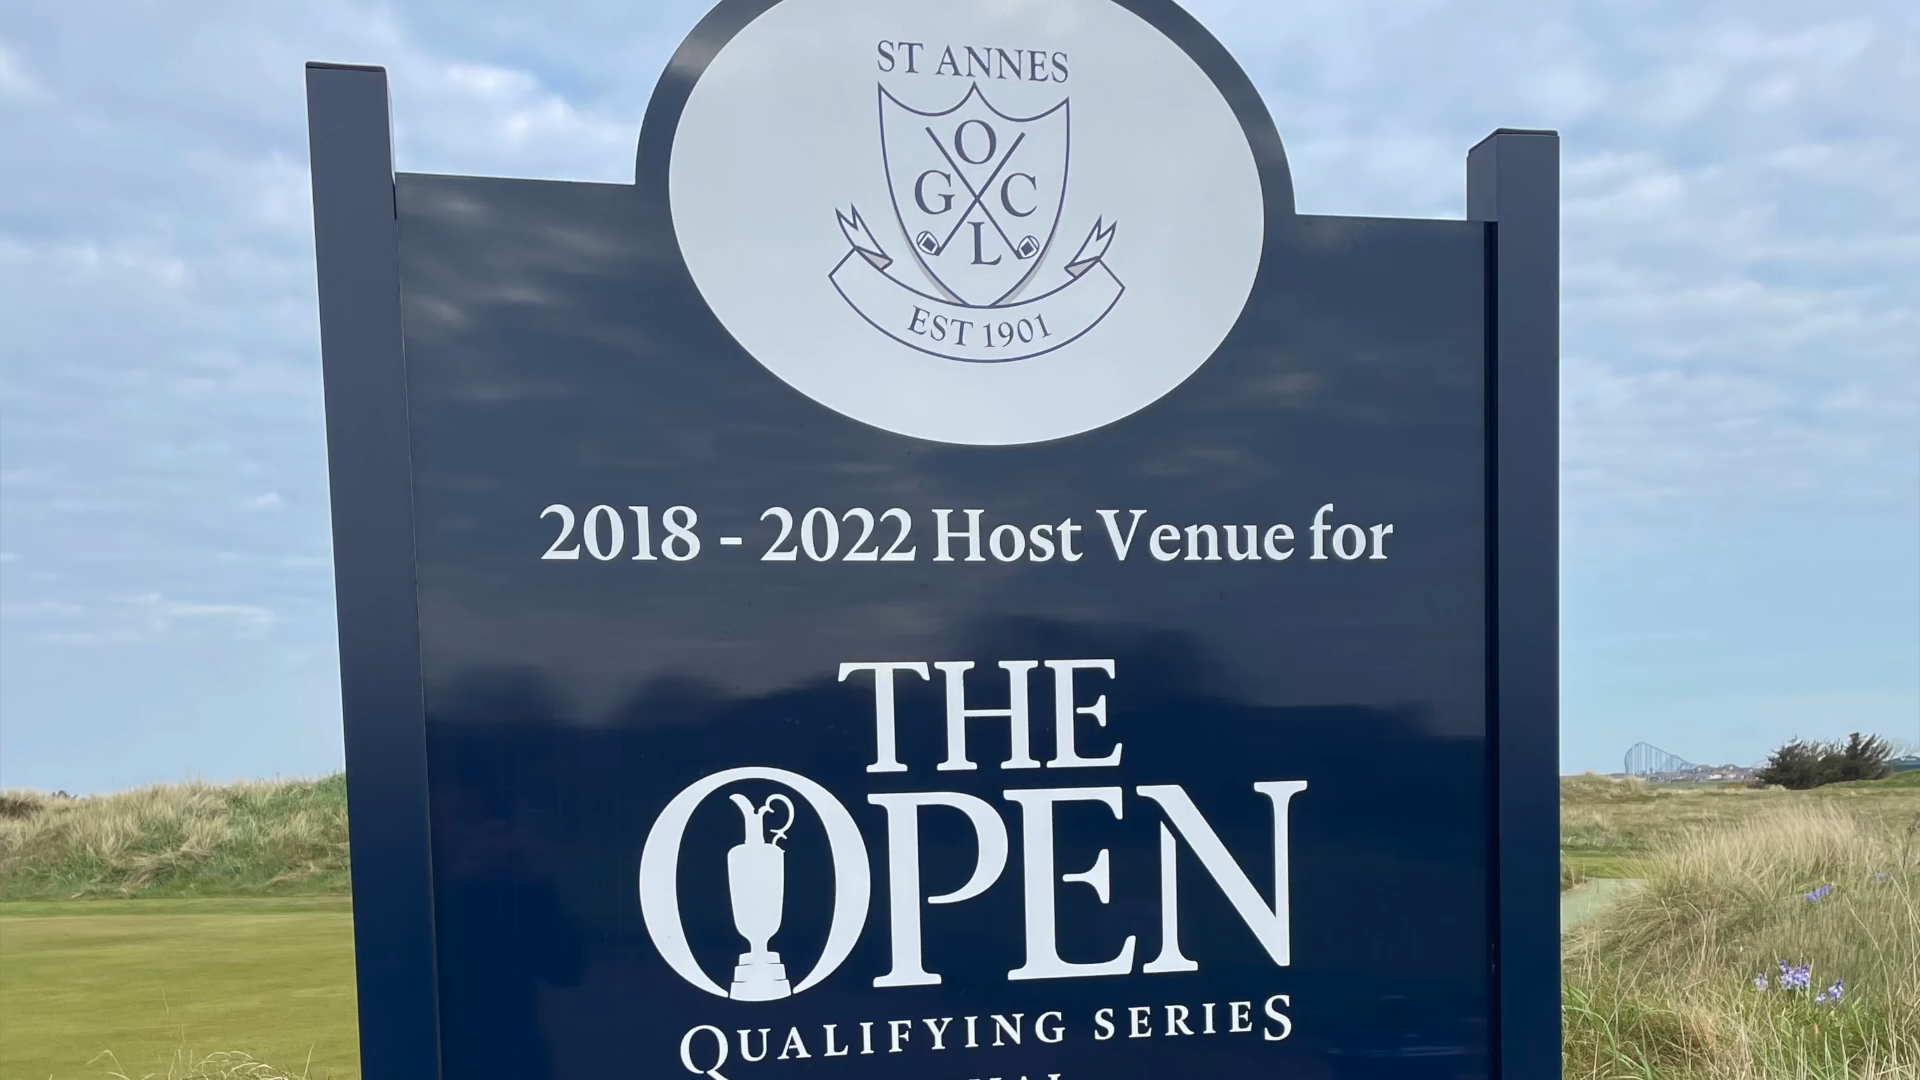 ST ANNES
O
G C
L
EST 1901
2018 - 2022 Host Venue for
THE
OPEN
QUALIFYING SERIES